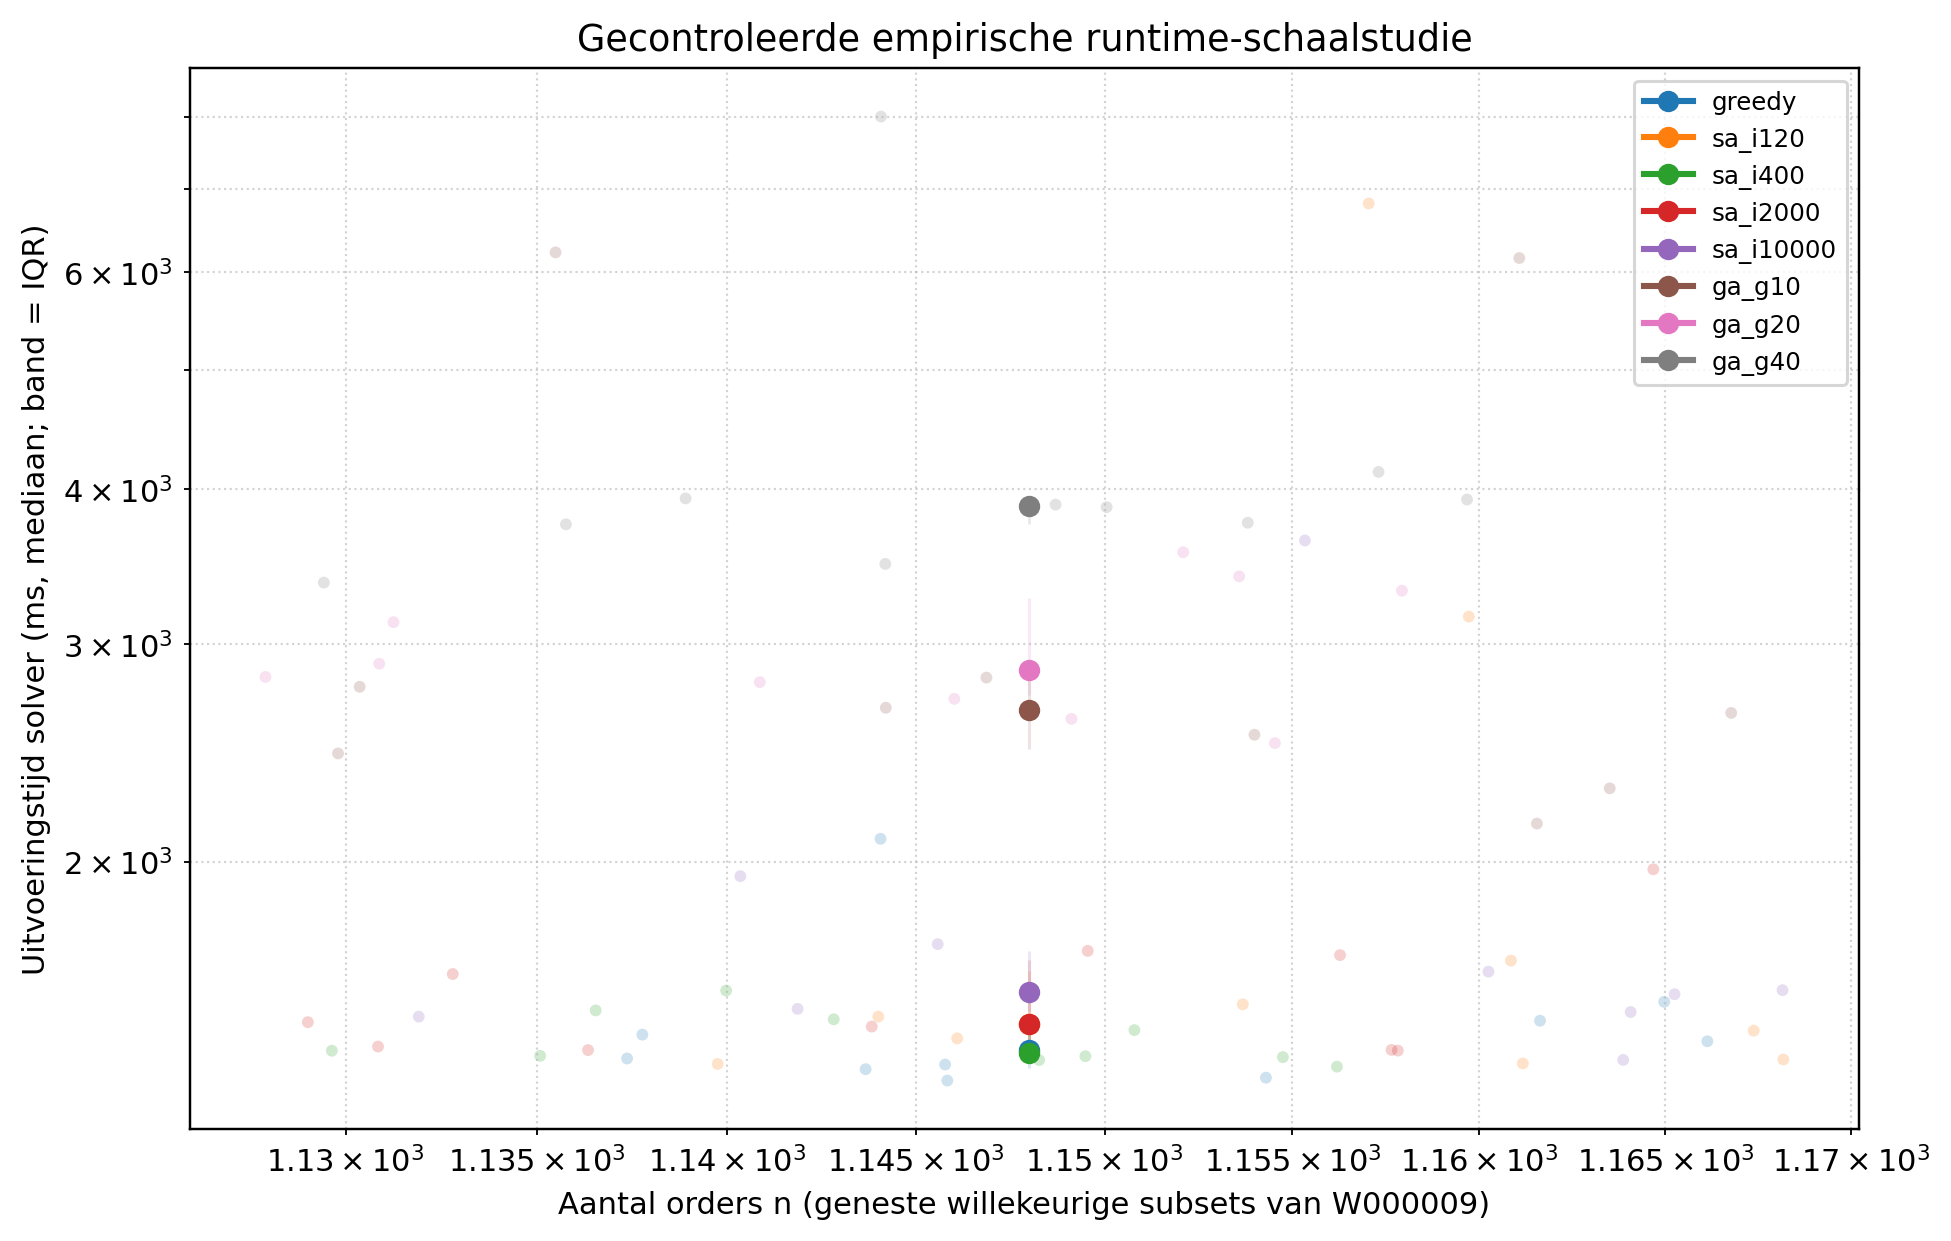 Gecontroleerde empirische runtime-schaalstudie
greedy
sa_i120
sa_i400
sa_i2000
sa_i10000
ga_g10
ga_g20
ga_g40
Uitvoeringstijd solver (ms, mediaan; band = IQR)
6 × 10³
4 × 10³
3 × 10³
2 × 10³
1.13 × 10³ 1.135 × 10³ 1.14 × 10³ 1.145 × 10³ 1.15 × 10³ 1.155 × 10³ 1.16 × 10³ 1.165 × 10³ 1.17 × 10³
Aantal orders n (geneste willekeurige subsets van W000009)